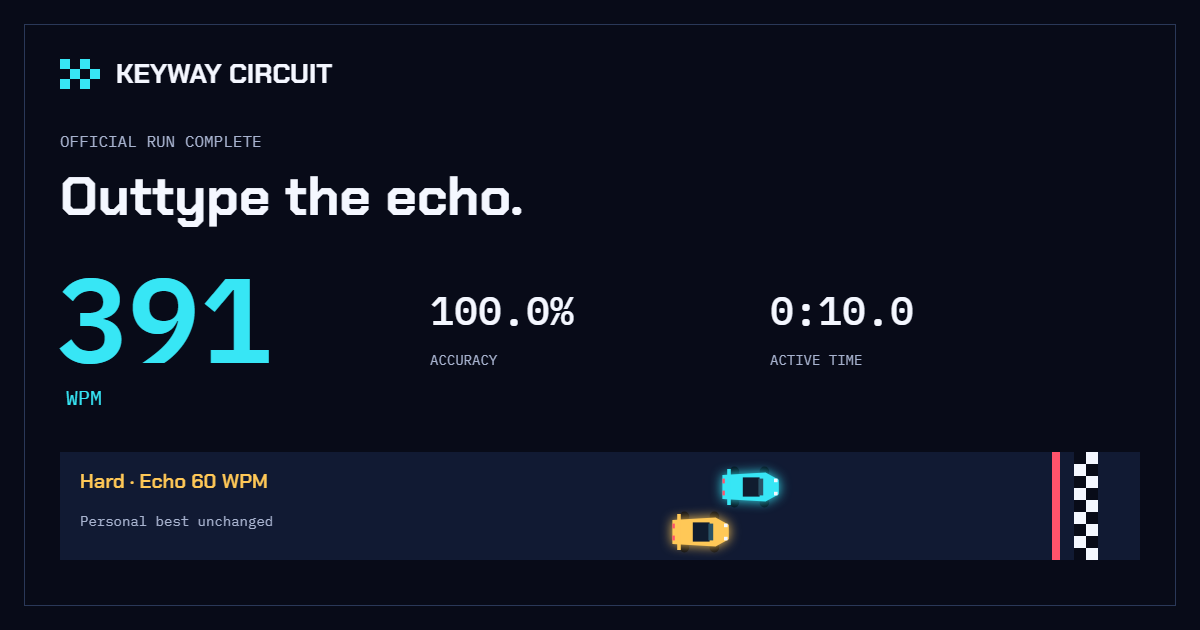 KEYWAY CIRCUIT
OFFICIAL RUN COMPLETE
Outtype the echo.
391
WPM
100.0%
ACCURACY
0:10.0
ACTIVE TIME
Hard · Echo 60 WPM
Personal best unchanged